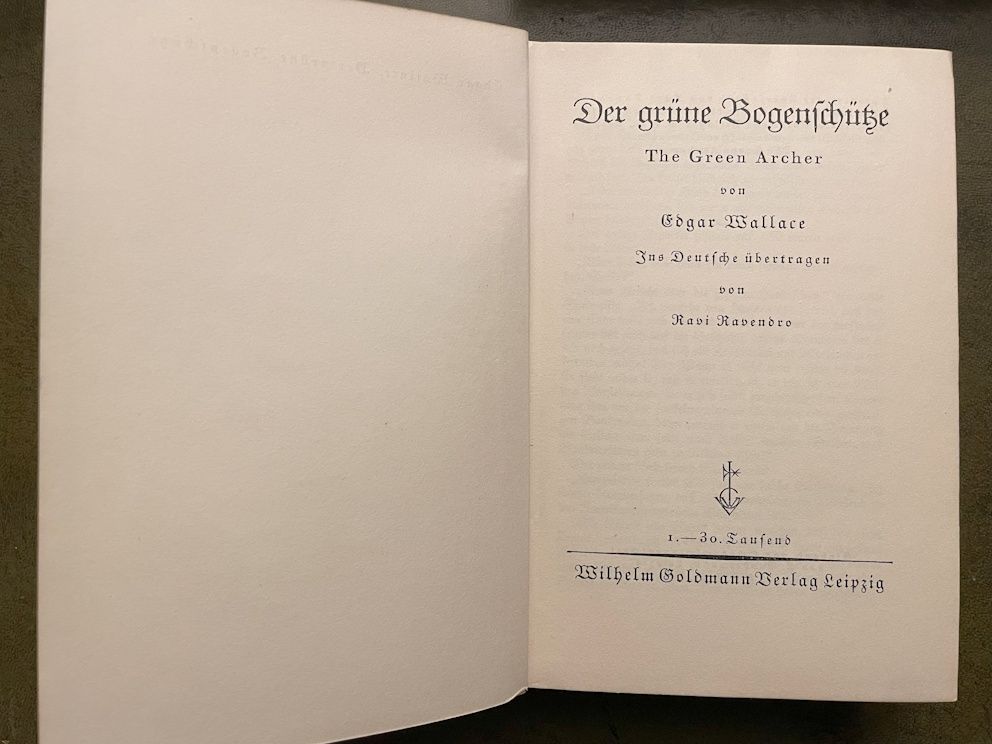 Der grüne Bogenſchütze
The Green Archer
von
Edgar Wallace
Ins Deutſche übertragen
von
Ravi Ravendro
1.—30. Tauſend
Wilhelm Goldmann Verlag Leipzig